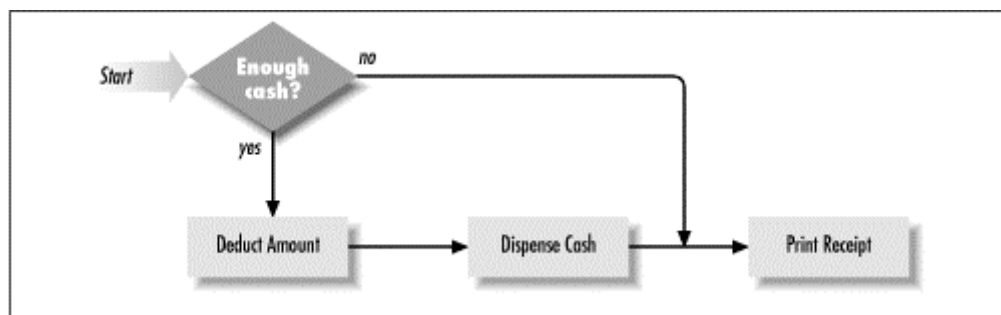 Start
Enough
cash?
no
yes
Deduct Amount
Dispense Cash
Print Receipt